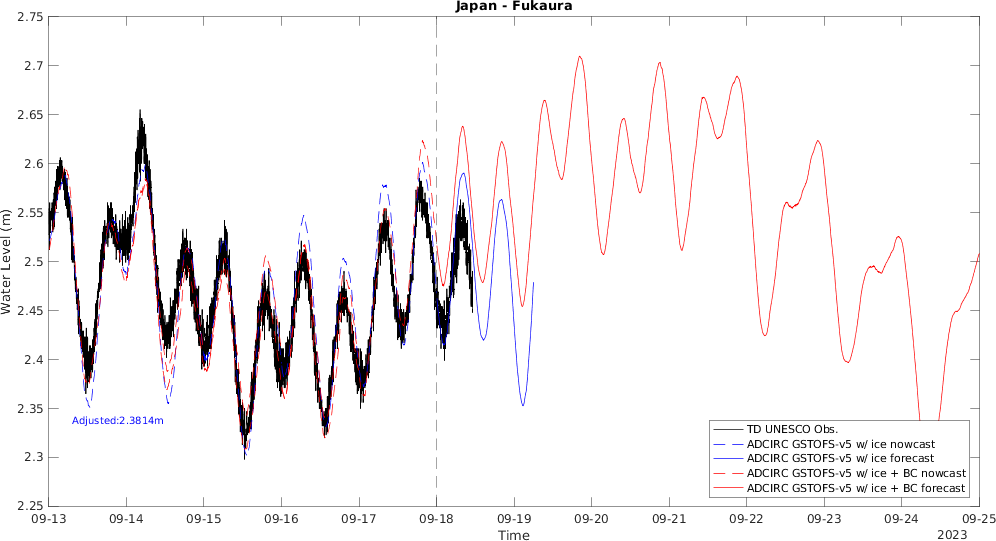 Japan - Fukaura
2.75
2.7
2.65
2.6
2.55
2.5
2.45
2.4
2.35
2.3
2.25
Water Level (m)
Adjusted:2.3814m
TD UNESCO Obs.
ADCIRC GSTOFS-v5 w/ ice nowcast
ADCIRC GSTOFS-v5 w/ ice forecast
ADCIRC GSTOFS-v5 w/ ice + BC nowcast
ADCIRC GSTOFS-v5 w/ ice + BC forecast
09-13 09-14 09-15 09-16 09-17 09-18 09-19 09-20 09-21 09-22 09-23 09-24 09-25
Time
2023